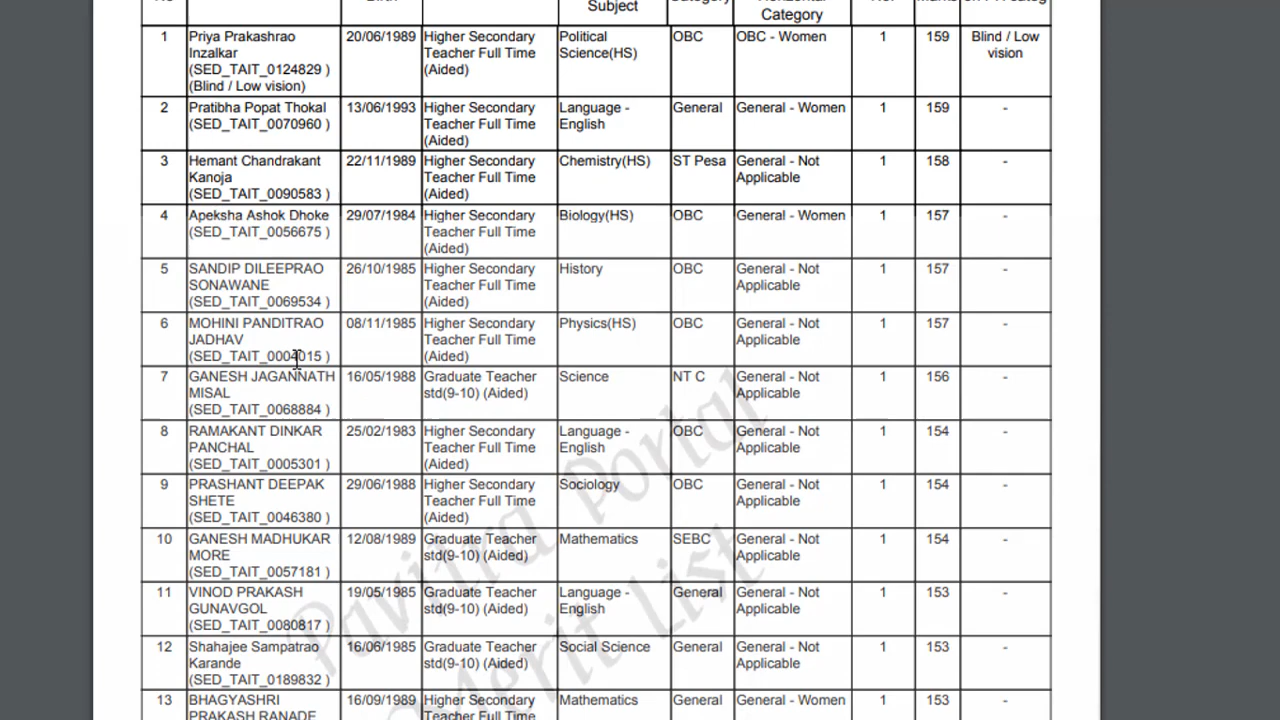 Subject
Category
1 Priya Prakashrao 20/06/1989 Higher Secondary Political OBC OBC - Women 1 159 Blind / Low
Inzalkar Teacher Full Time Science(HS) vision
(SED_TAIT_0124829 ) (Aided)
(Blind / Low vision)
2 Pratibha Popat Thokal 13/06/1993 Higher Secondary Language - General General - Women 1 159 -
(SED_TAIT_0070960 ) Teacher Full Time English
(Aided)
3 Hemant Chandrakant 22/11/1989 Higher Secondary Chemistry(HS) ST Pesa General - Not 1 158 -
Kanoja Teacher Full Time Applicable
(SED_TAIT_0090583 ) (Aided)
4 Apeksha Ashok Dhoke 29/07/1984 Higher Secondary Biology(HS) OBC General - Women 1 157 -
(SED_TAIT_0056675 ) Teacher Full Time
(Aided)
5 SANDIP DILEEPRAO 26/10/1985 Higher Secondary History OBC General - Not 1 157 -
SONAWANE Teacher Full Time Applicable
(SED_TAIT_0069534 ) (Aided)
6 MOHINI PANDITRAO 08/11/1985 Higher Secondary Physics(HS) OBC General - Not 1 157 -
JADHAV Teacher Full Time Applicable
(SED_TAIT_0004015 ) (Aided)
7 GANESH JAGANNATH 16/05/1988 Graduate Teacher Science NT C General - Not 1 156 -
MISAL std(9-10) (Aided) Applicable
(SED_TAIT_0068884 )
8 RAMAKANT DINKAR 25/02/1983 Higher Secondary Language - OBC General - Not 1 154 -
PANCHAL Teacher Full Time English Applicable
(SED_TAIT_0005301 ) (Aided)
9 PRASHANT DEEPAK 29/06/1988 Higher Secondary Sociology OBC General - Not 1 154 -
SHETE Teacher Full Time Applicable
(SED_TAIT_0046380 ) (Aided)
10 GANESH MADHUKAR 12/08/1989 Graduate Teacher Mathematics SEBC General - Not 1 154 -
MORE std(9-10) (Aided) Applicable
(SED_TAIT_0057181 )
11 VINOD PRAKASH 19/05/1985 Graduate Teacher Language - General General - Not 1 153 -
GUNAVGOL std(9-10) (Aided) English Applicable
(SED_TAIT_0080817 )
12 Shahajee Sampatrao 16/06/1985 Graduate Teacher Social Science General General - Not 1 153 -
Karande std(9-10) (Aided) Applicable
(SED_TAIT_0189832 )
13 BHAGYASHRI 16/09/1989 Higher Secondary Mathematics General General - Women 1 153 -
PRAKASH RANADE Teacher Full Time
Pavitra Portal
Merit List